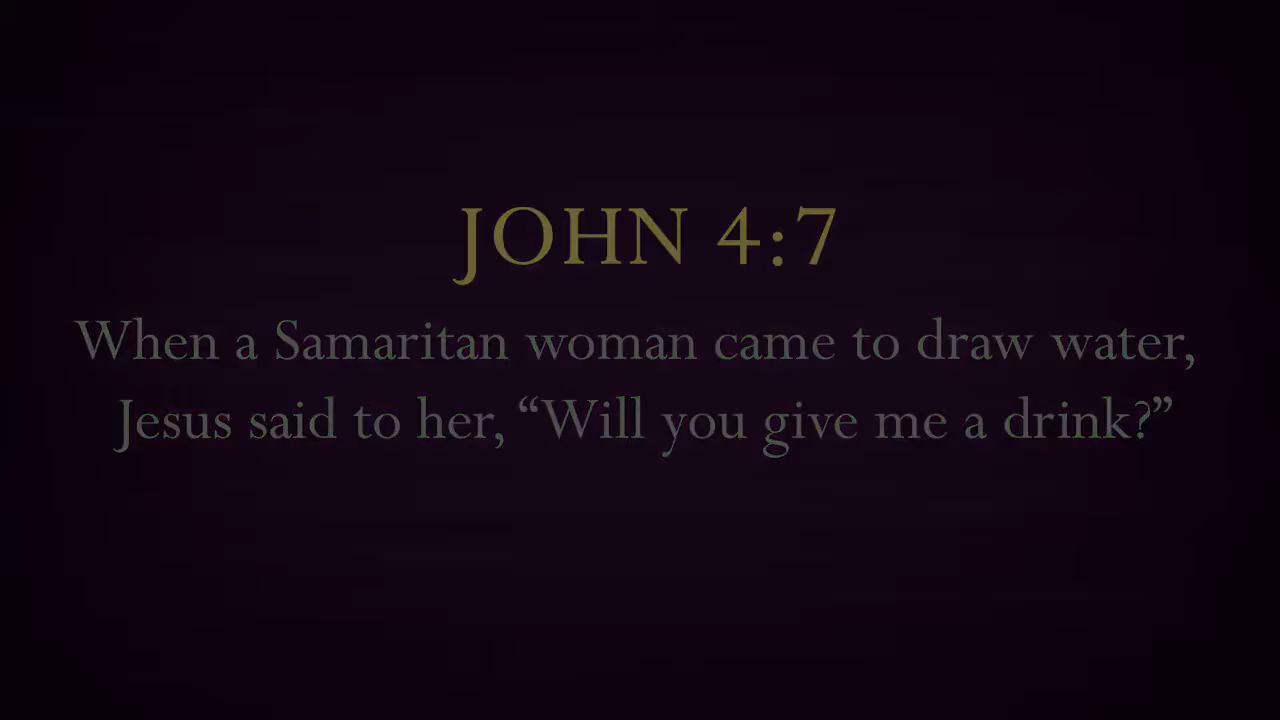 JOHN 4:7
When a Samaritan woman came to draw water,
Jesus said to her, “Will you give me a drink?”